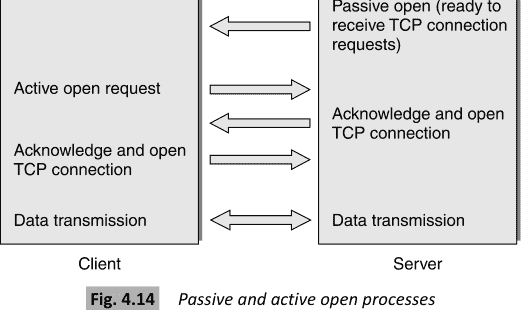 Passive open (ready to
receive TCP connection
requests)
Active open request
Acknowledge and open
TCP connection
Acknowledge and open
TCP connection
Data transmission
Data transmission
Client
Server
Fig. 4.14 Passive and active open processes